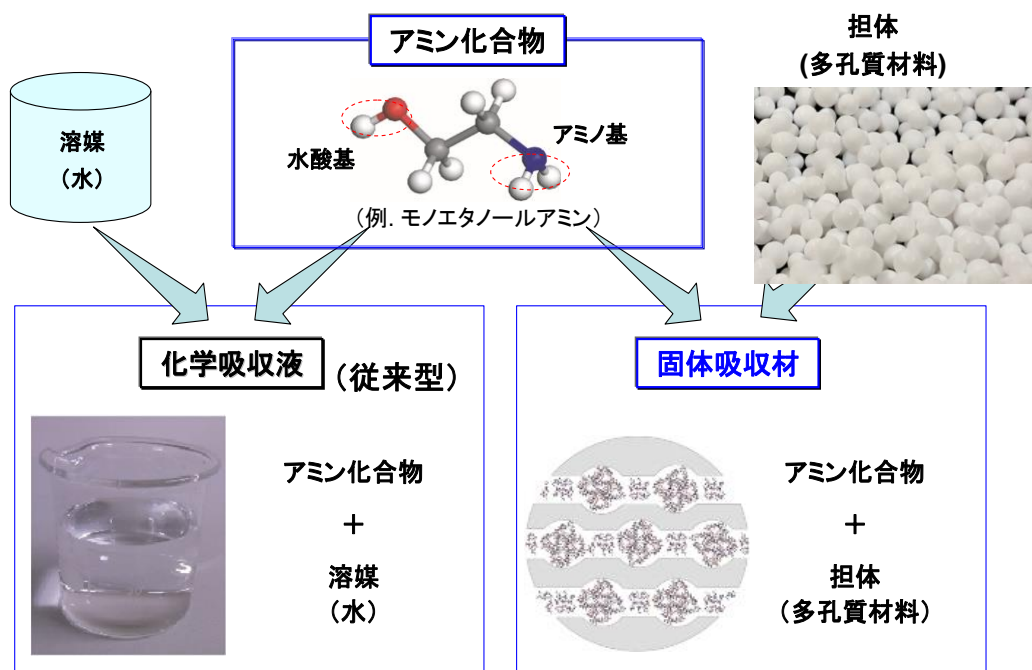 アミン化合物
担体
(多孔質材料)
溶媒
（水）
水酸基
アミノ基
（例. モノエタノールアミン）
化学吸収液
（従来型）
アミン化合物
＋
溶媒
（水）
固体吸収材
アミン化合物
＋
担体
（多孔質材料）